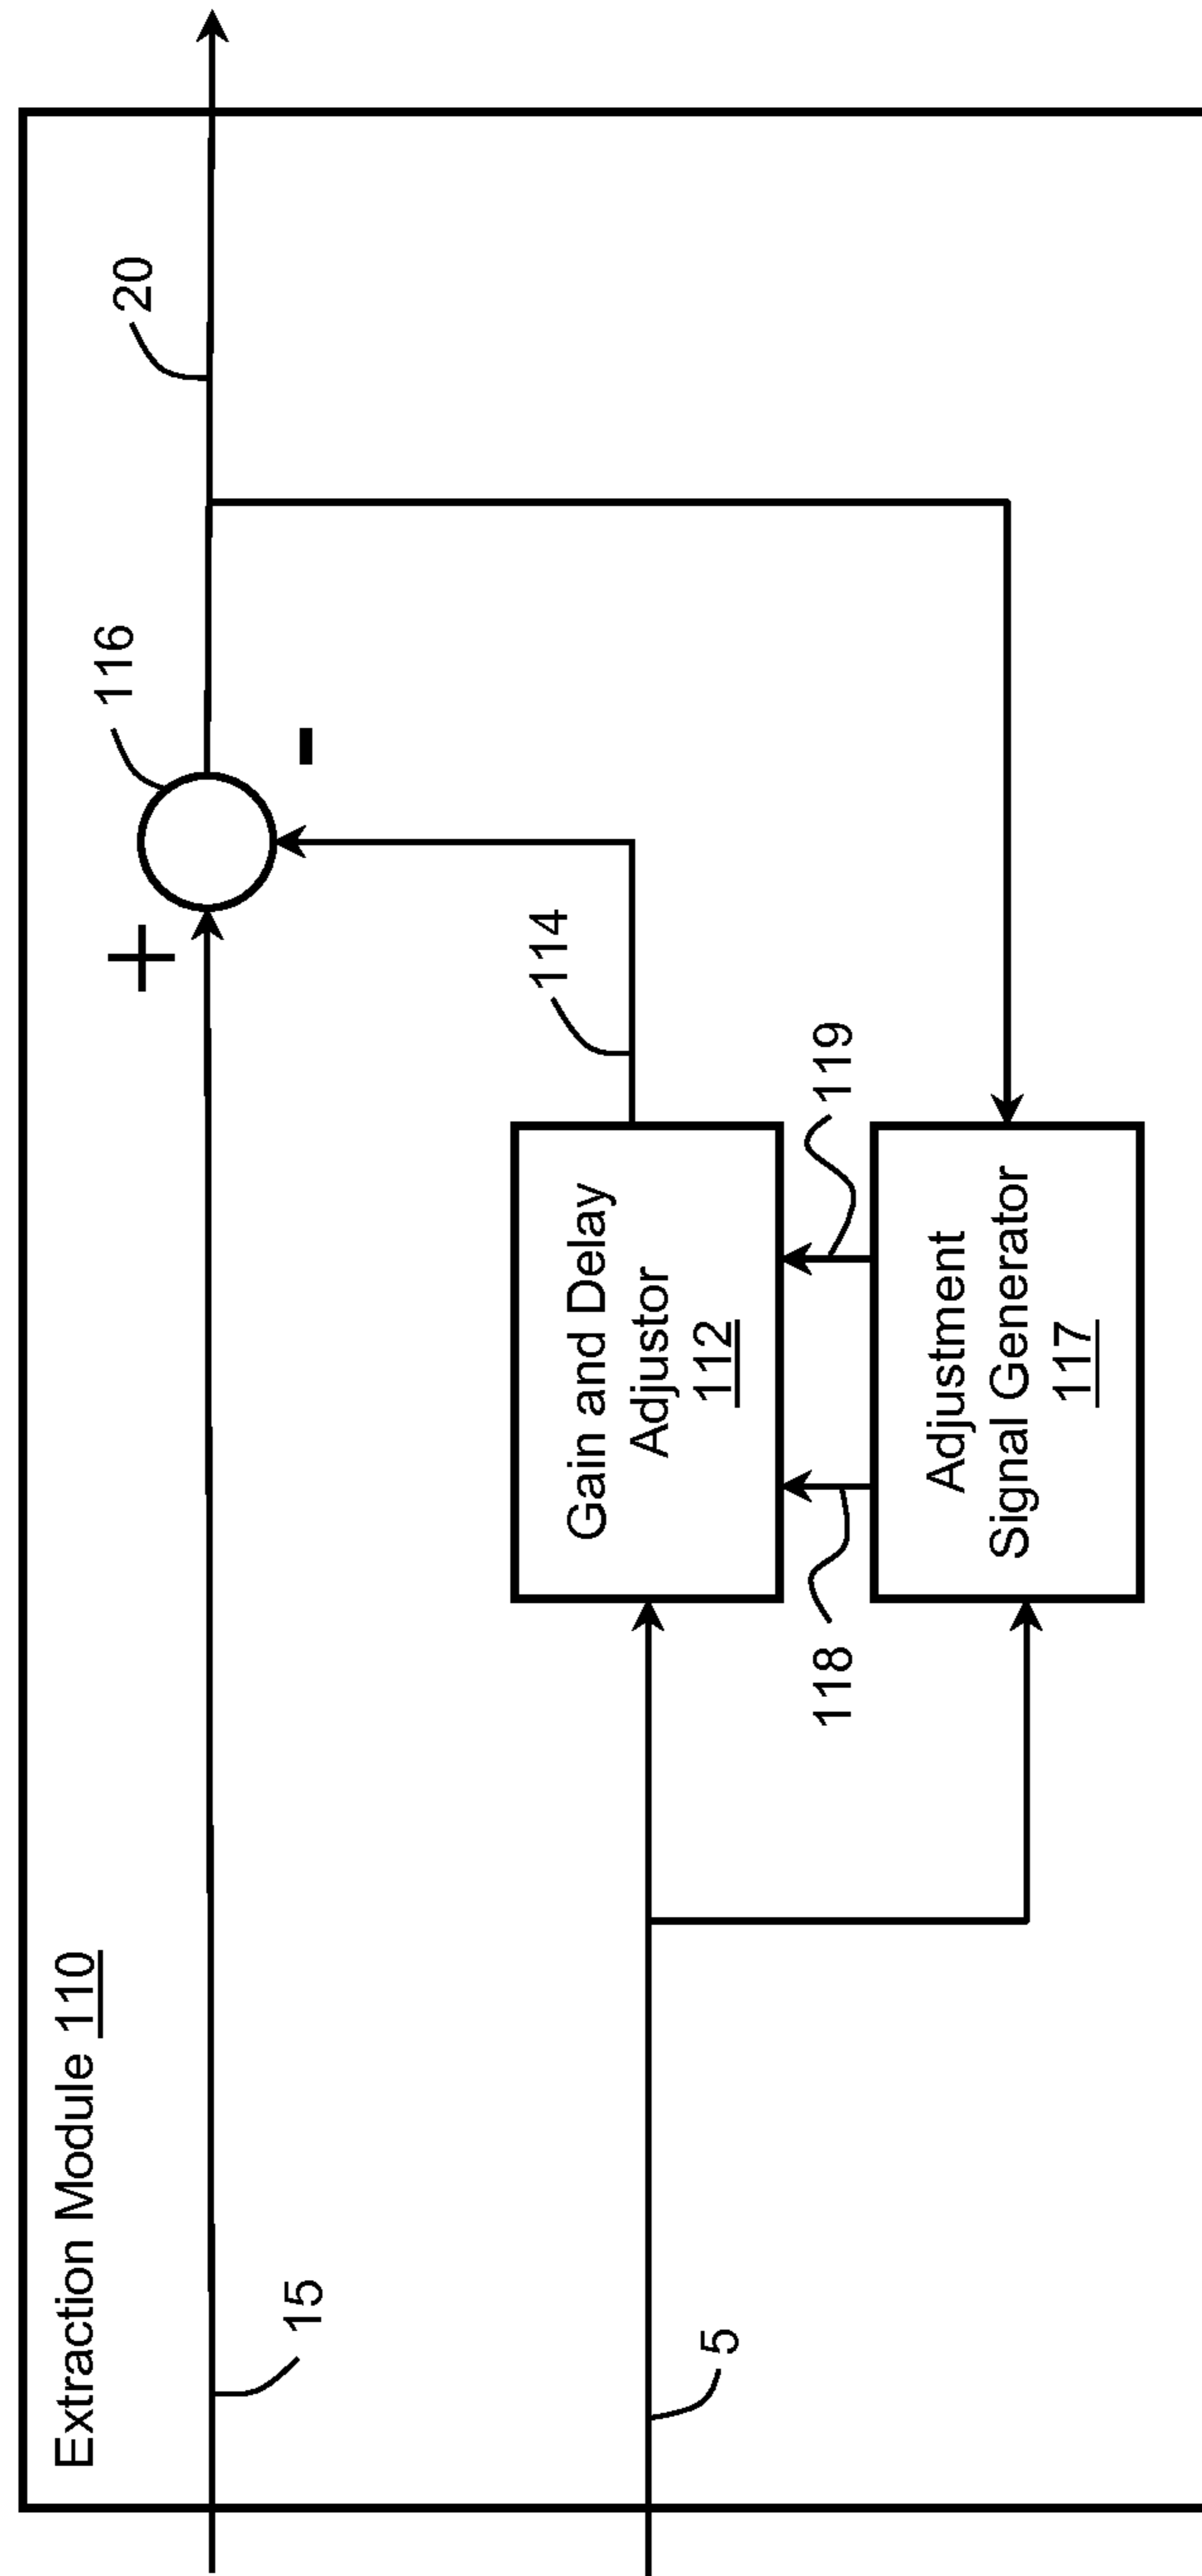 Extraction Module 110
15
+
116
-
20
5
Gain and Delay
Adjustor
112
114
118
119
Adjustment
Signal Generator
117